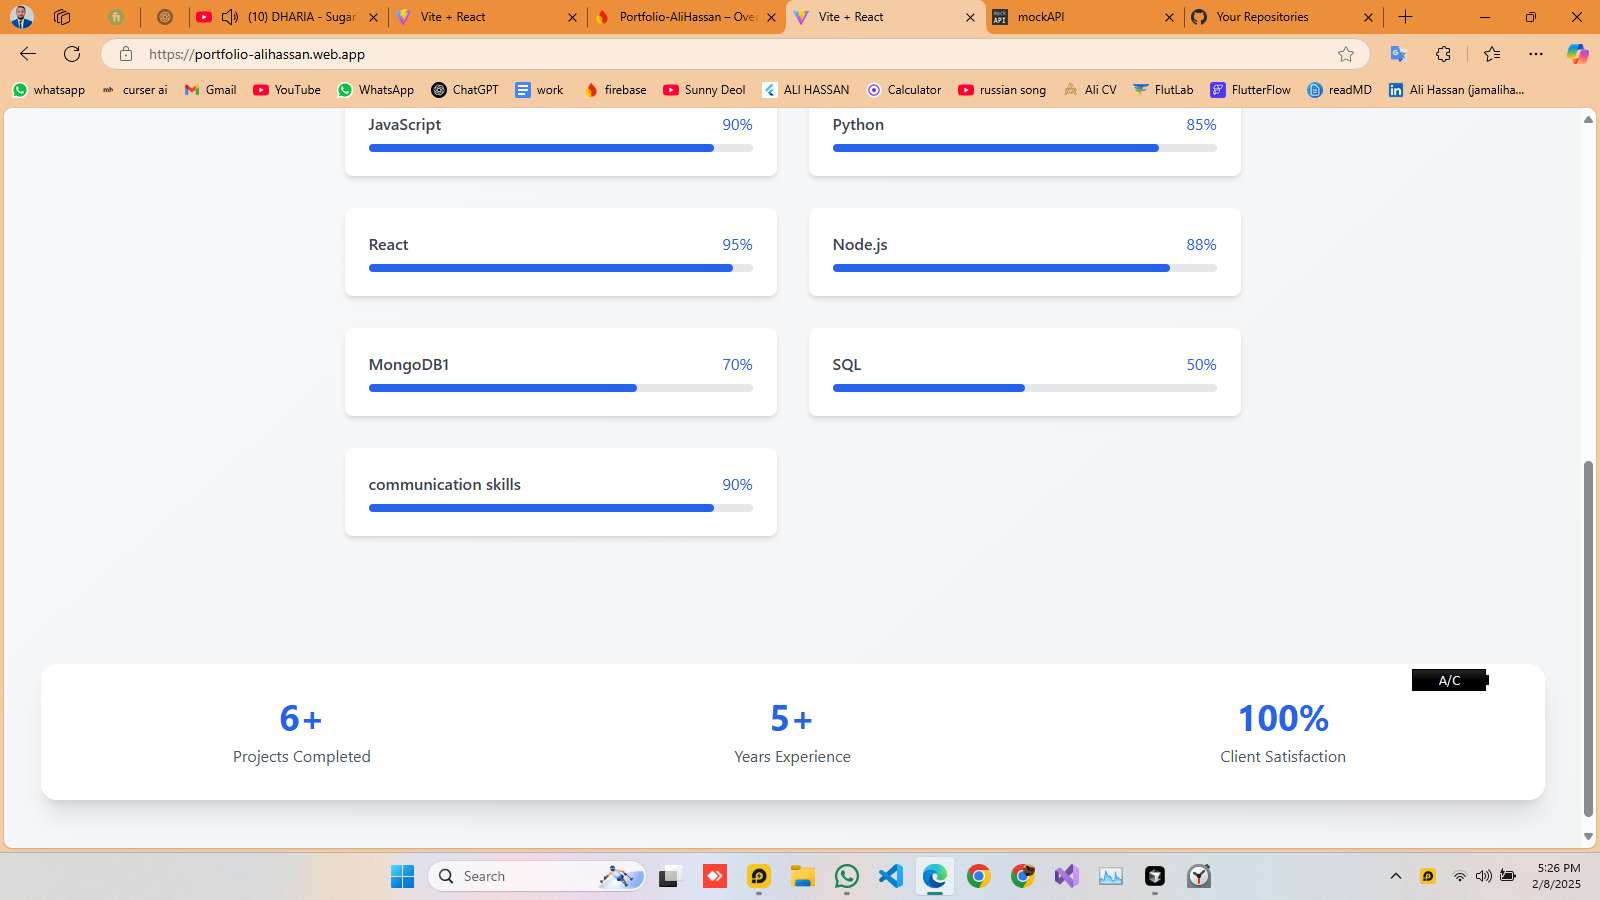 (10) DHARIA - Sugar
Vite + React
Portfolio-AliHassan – Over
Vite + React
mockAPI
Your Repositories
https://portfolio-alihassan.web.app
whatsapp
curser ai
Gmail
YouTube
WhatsApp
ChatGPT
work
firebase
Sunny Deol
ALI HASSAN
Calculator
russian song
Ali CV
FlutLab
FlutterFlow
readMD
Ali Hassan (jamaliha...
JavaScript 90%
Python 85%
React 95%
Node.js 88%
MongoDB1 70%
SQL 50%
communication skills 90%
A/C
6+
Projects Completed
5+
Years Experience
100%
Client Satisfaction
Search
5:26 PM
2/8/2025